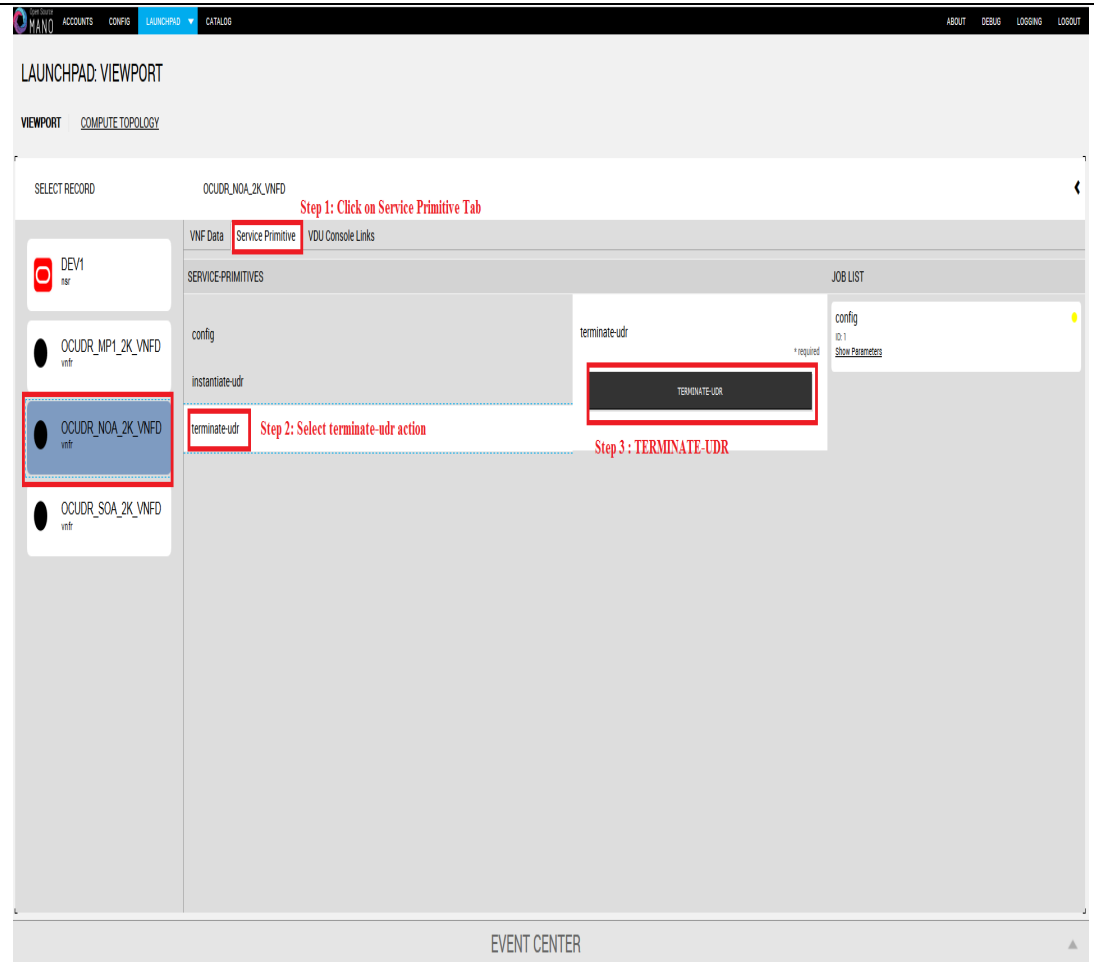 Open Source
MANO ACCOUNTS CONFIG LAUNCHPAD CATALOG ABOUT DEBUG LOGGING LOGOUT
LAUNCHPAD: VIEWPORT
VIEWPORT COMPUTE TOPOLOGY
SELECT RECORD OCUDR_NOA_2K_VNFD
Step 1: Click on Service Primitive Tab
VNF Data Service Primitive VDU Console Links
SERVICE-PRIMITIVES JOB LIST
DEV1
nsr
OCUDR_MP1_2K_VNFD
vnfr
OCUDR_NOA_2K_VNFD
vnfr
OCUDR_SOA_2K_VNFD
vnfr
config
instantiate-udr
terminate-udr Step 2: Select terminate-udr action
terminate-udr
* required
TERMINATE-UDR
Step 3 : TERMINATE-UDR
config
ID: 1
Show Parameters
EVENT CENTER